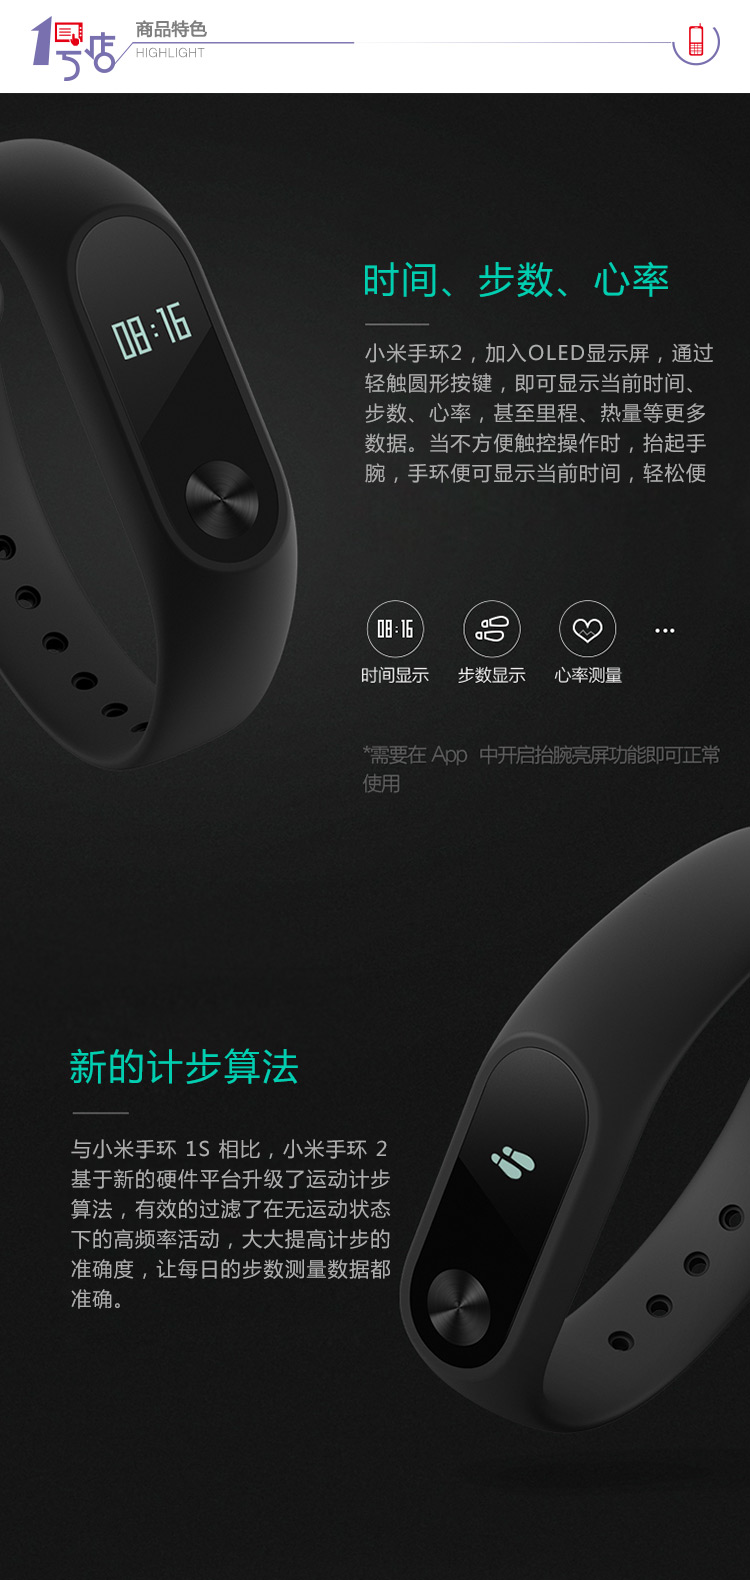 1号店
商品特色
HIGHLIGHT
08:16
时间、步数、心率
小米手环2，加入OLED显示屏，通过
轻触圆形按键，即可显示当前时间、
步数、心率，甚至里程、热量等更多
数据。当不方便触控操作时，抬起手
腕，手环便可显示当前时间，轻松便
08:16
时间显示 步数显示 心率测量
*需要在 App 中开启抬腕亮屏功能即可正常
使用
新的计步算法
与小米手环 1S 相比，小米手环 2
基于新的硬件平台升级了运动计步
算法，有效的过滤了在无运动状态
下的高频率活动，大大提高计步的
准确度，让每日的步数测量数据都
准确。